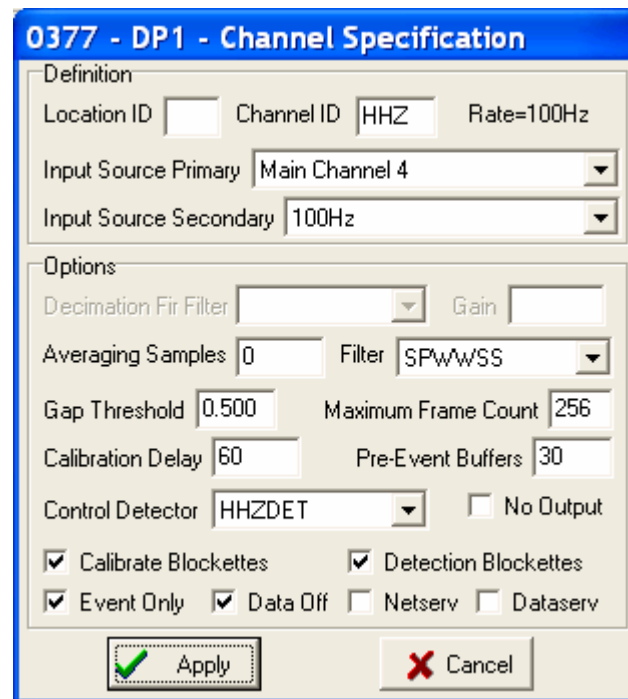 0377 - DP1 - Channel Specification
Definition
Location ID Channel ID HHZ Rate=100Hz
Input Source Primary Main Channel 4
Input Source Secondary 100Hz
Options
Decimation Fir Filter Gain
Averaging Samples 0 Filter SPWWSS
Gap Threshold 0.500 Maximum Frame Count 256
Calibration Delay 60 Pre-Event Buffers 30
Control Detector HHZDET No Output
Calibrate Blockettes Detection Blockettes
Event Only Data Off Netserv Dataserv
Apply Cancel